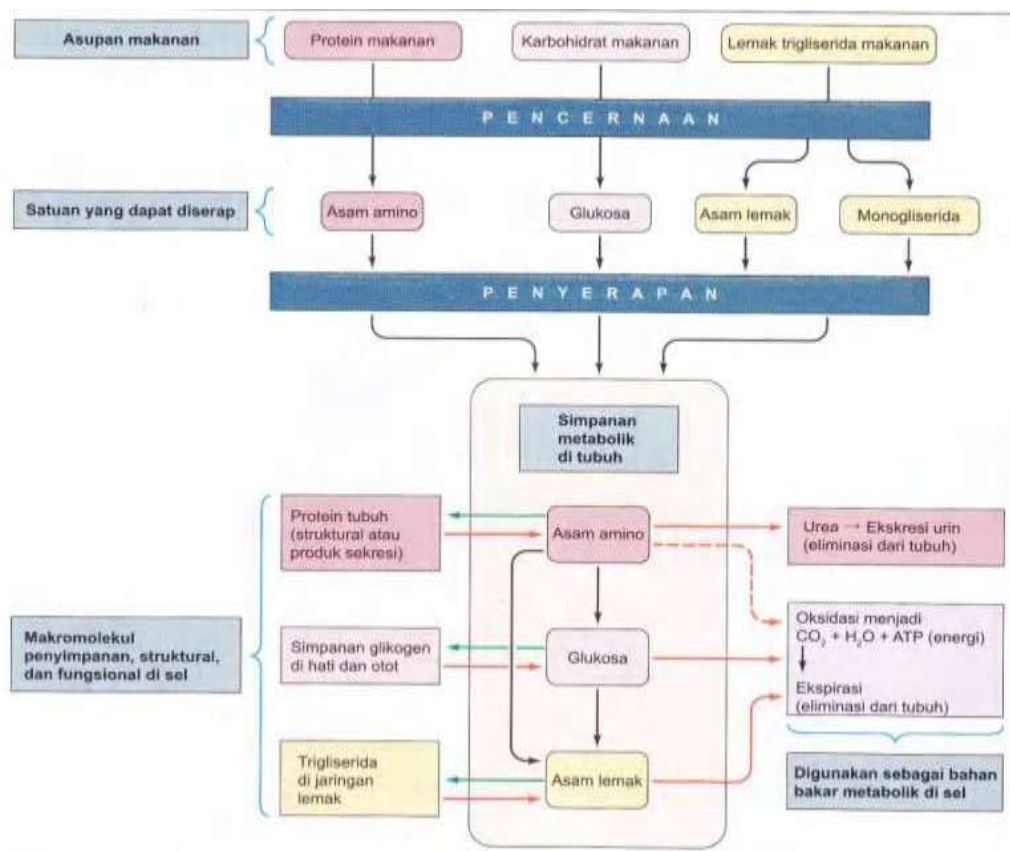 Asupan makanan
Protein makanan
Karbohidrat makanan
Lemak trigliserida makanan
PENCERNAAN
Satuan yang dapat diserap
Asam amino
Glukosa
Asam lemak
Monogliserida
PENYERAPAN
Simpanan
metabolik
di tubuh
Protein tubuh
(struktural atau
produk sekresi)
Asam amino
Urea → Ekskresi urin
(eliminasi dari tubuh)
Makromolekul
penyimpanan, struktural,
dan fungsional di sel
Simpanan glikogen
di hati dan otot
Glukosa
Oksidasi menjadi
CO₂ + H₂O + ATP (energi)
Ekspirasi
(eliminasi dari tubuh)
Trigliserida
di jaringan
lemak
Asam lemak
Digunakan sebagai bahan
bakar metabolik di sel